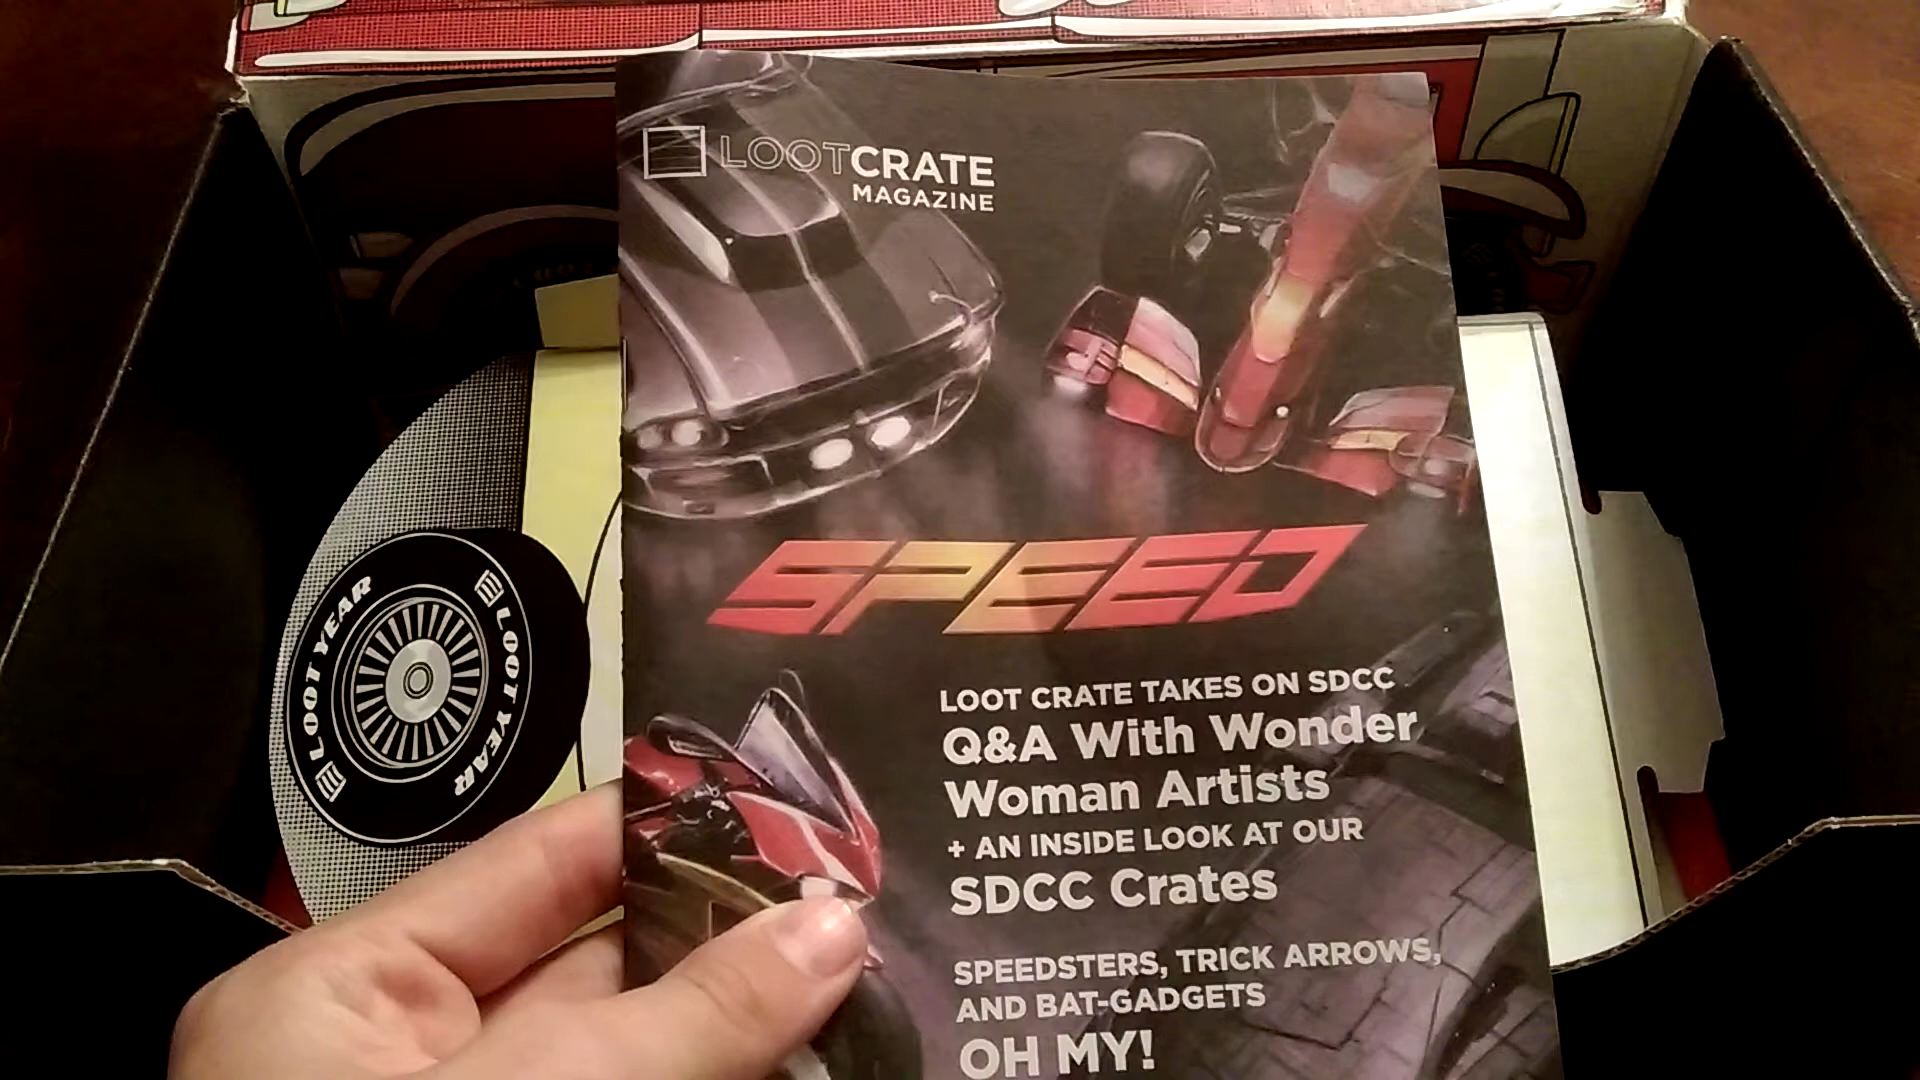 LOOTCRATE
MAGAZINE
SPEED
LOOT CRATE TAKES ON SDCC
Q&A With Wonder
Woman Artists
+ AN INSIDE LOOK AT OUR
SDCC Crates
SPEEDSTERS, TRICK ARROWS,
AND BAT-GADGETS
OH MY!
LOOT YEAR
LOOT YEAR